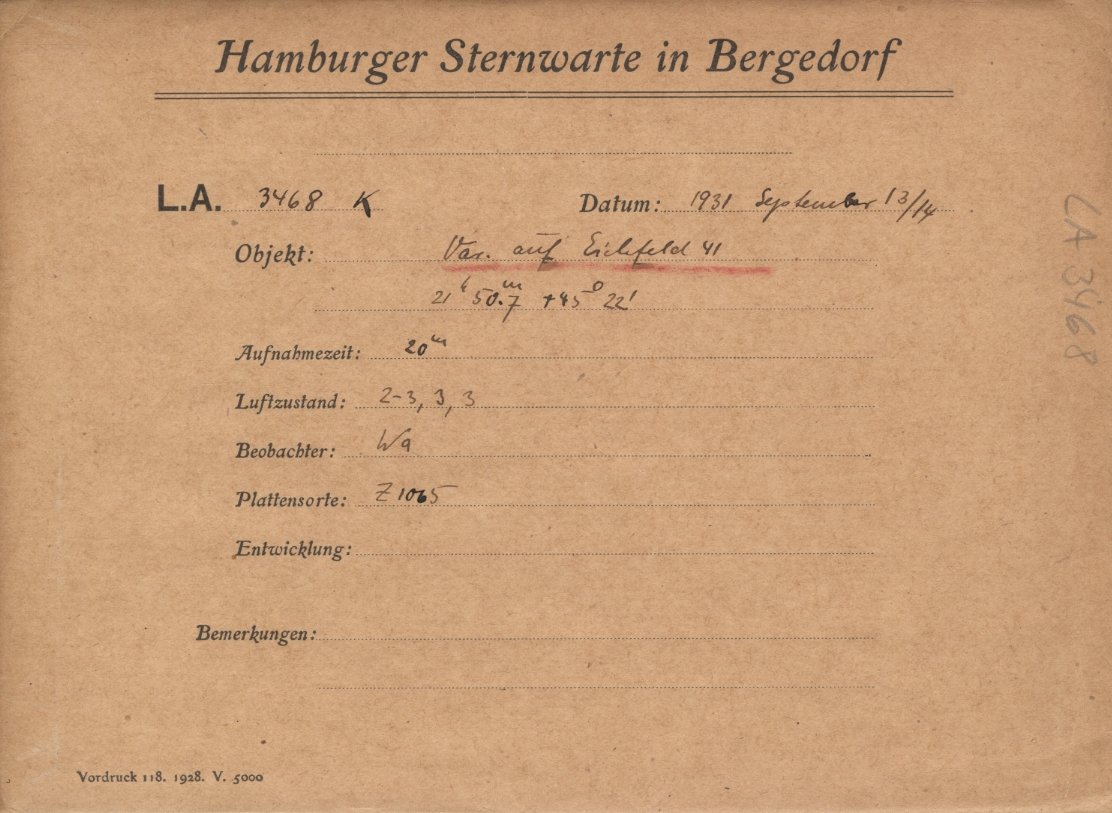 Hamburger Sternwarte in Bergedorf
L.A. 3468 K
Datum: 1931 September 13/14
Objekt: Var. auf Eichfeld 41
21ʰ 50.ᵐ7 +45° 22'
Aufnahmezeit: 20ᵐ
Luftzustand: 2-3, 3, 3
Beobachter: Wa
Plattensorte: Z 1065
Entwicklung:
Bemerkungen:
Vordruck 118. 1928. V. 5000
LA 3468